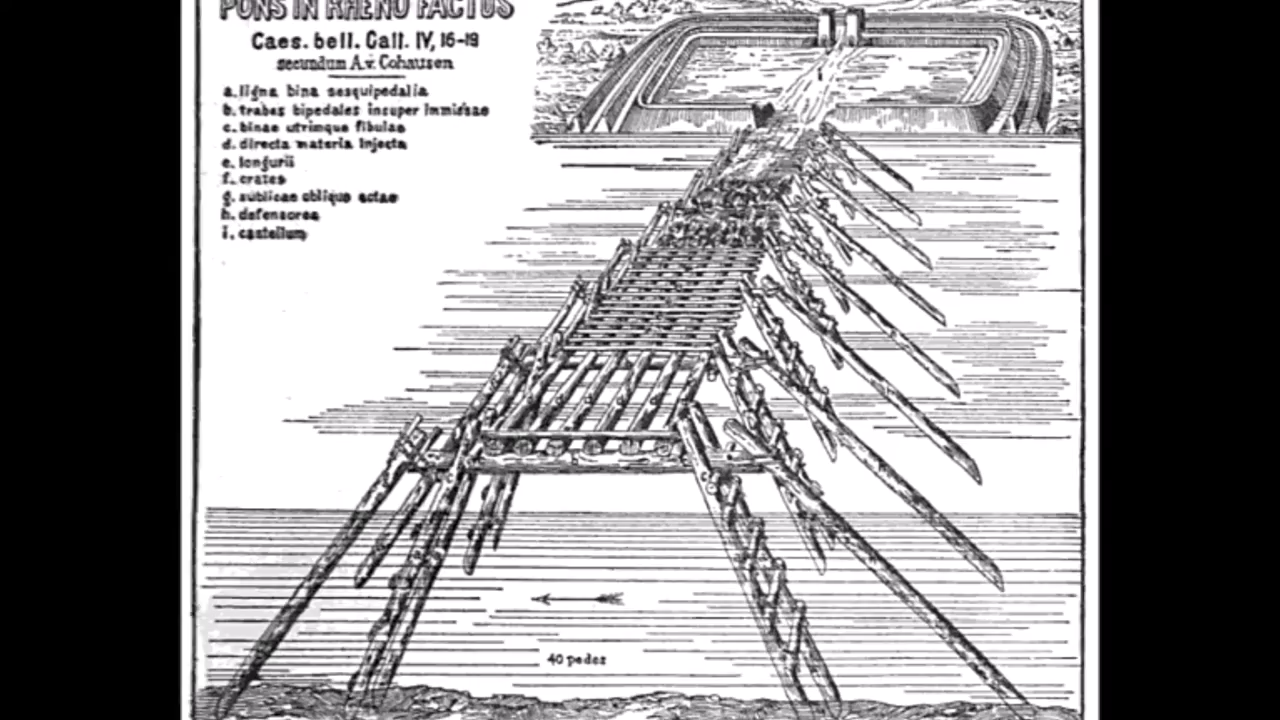 PONS IN RHENO FACTUS
Caes. bell. Gall. IV, 16-19
secundum A.v. Cohausen
a. ligna bina sesquipedalia
b. trabes bipedales insuper immissae
c. binae utrimque fibulae
d. directa materia injecta
e. longurii
f. crates
g. sublicae oblique actae
h. defensores
i. castellum
40 pedes